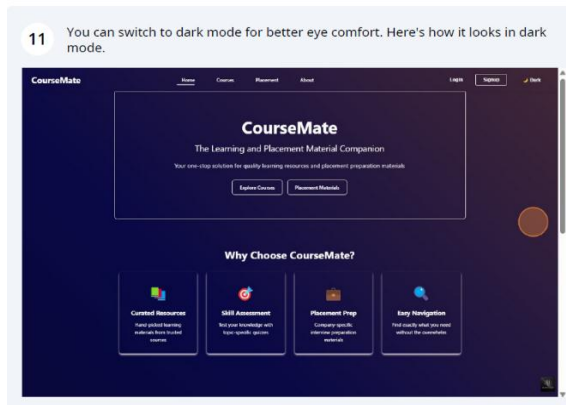 11
You can switch to dark mode for better eye comfort. Here's how it looks in dark
mode.
CourseMate
Home Courses Placement About
Login Signup Dark
CourseMate
The Learning and Placement Material Companion
Your one-stop solution for quality learning resources and placement preparation materials
Explore Courses Placement Materials
Why Choose CourseMate?
Curated Resources
Hand-picked learning
materials from trusted
courses
Skill Assessment
Test your knowledge with
topic-specific quizzes
Placement Prep
Company-specific
interview preparation
materials
Easy Navigation
Find exactly what you need
without the overwhelm